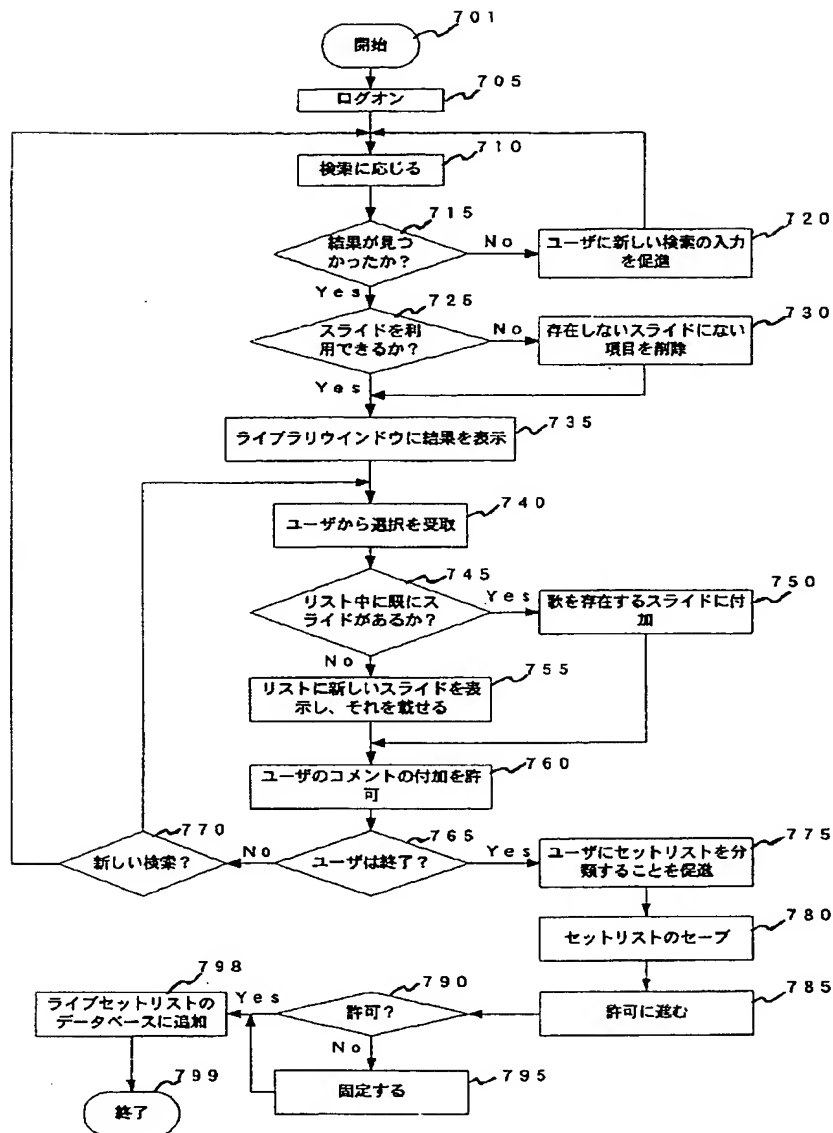 701
開始
705
ログオン
710
検索に応じる
715
結果が見つ
かったか?
No
720
ユーザに新しい検索の入力
を促進
Yes
725
スライドを利
用できるか?
No
730
存在しないスライドにない
項目を削除
Yes
735
ライブラリウインドウに結果を表示
740
ユーザから選択を受取
745
リスト中に既にス
ライドがあるか?
Yes
750
歌を存在するスライドに付
加
No
755
リストに新しいスライドを表
示し、それを載せる
760
ユーザのコメントの付加を許
可
770
新しい検索?
No
765
ユーザは終了?
Yes
775
ユーザにセットリストを分
類することを促進
780
セットリストのセーブ
785
許可に進む
790
許可?
Yes
798
ライブセットリストの
データベースに追加
No
795
固定する
799
終了